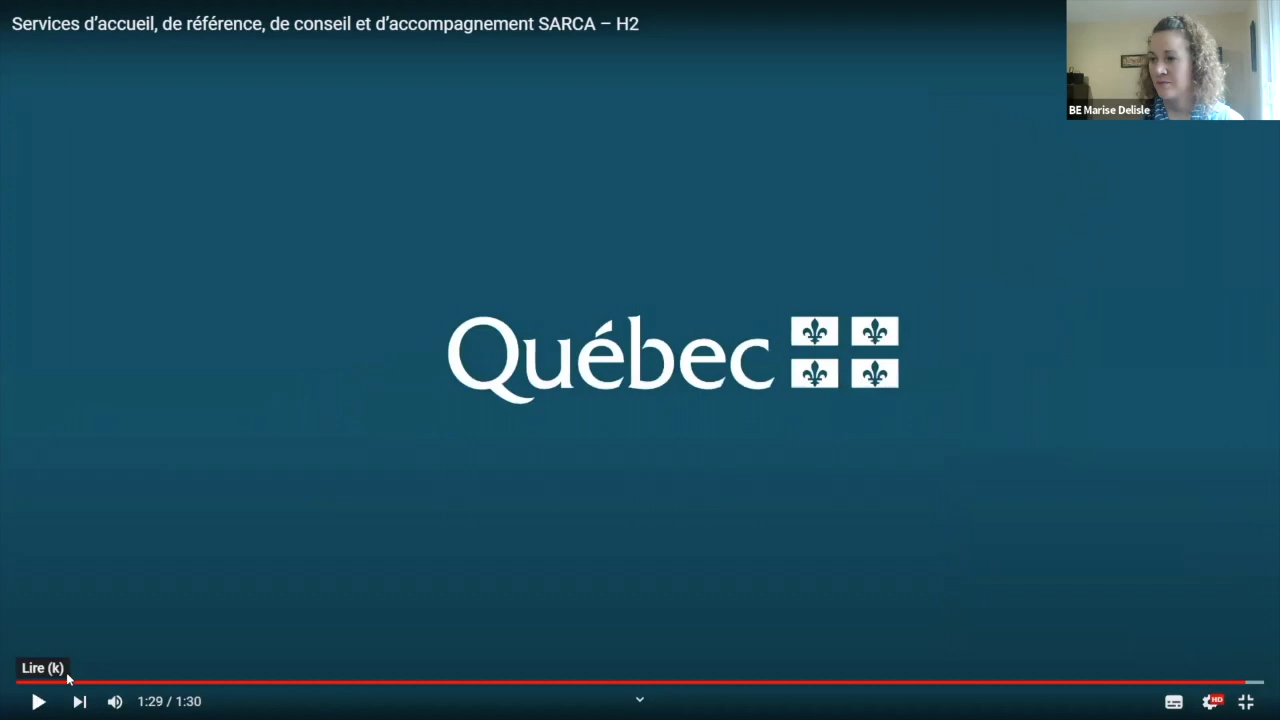 Services d’accueil, de référence, de conseil et d’accompagnement SARCA – H2
BE Marise Delisle
Québec
Lire (k)
1:29 / 1:30
HD